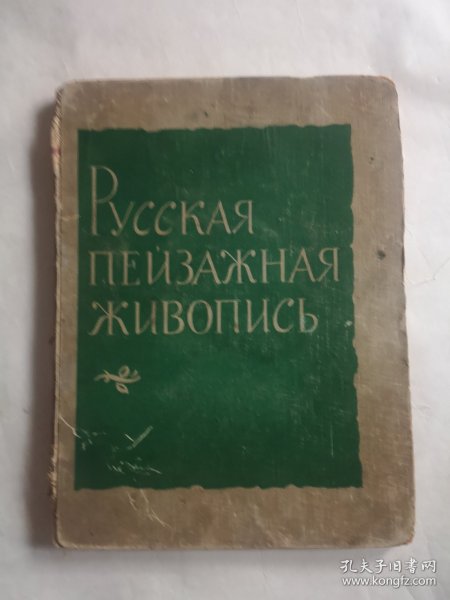 Русская
пейзажная
живопись
孔夫子旧书网
www.kongfz.com